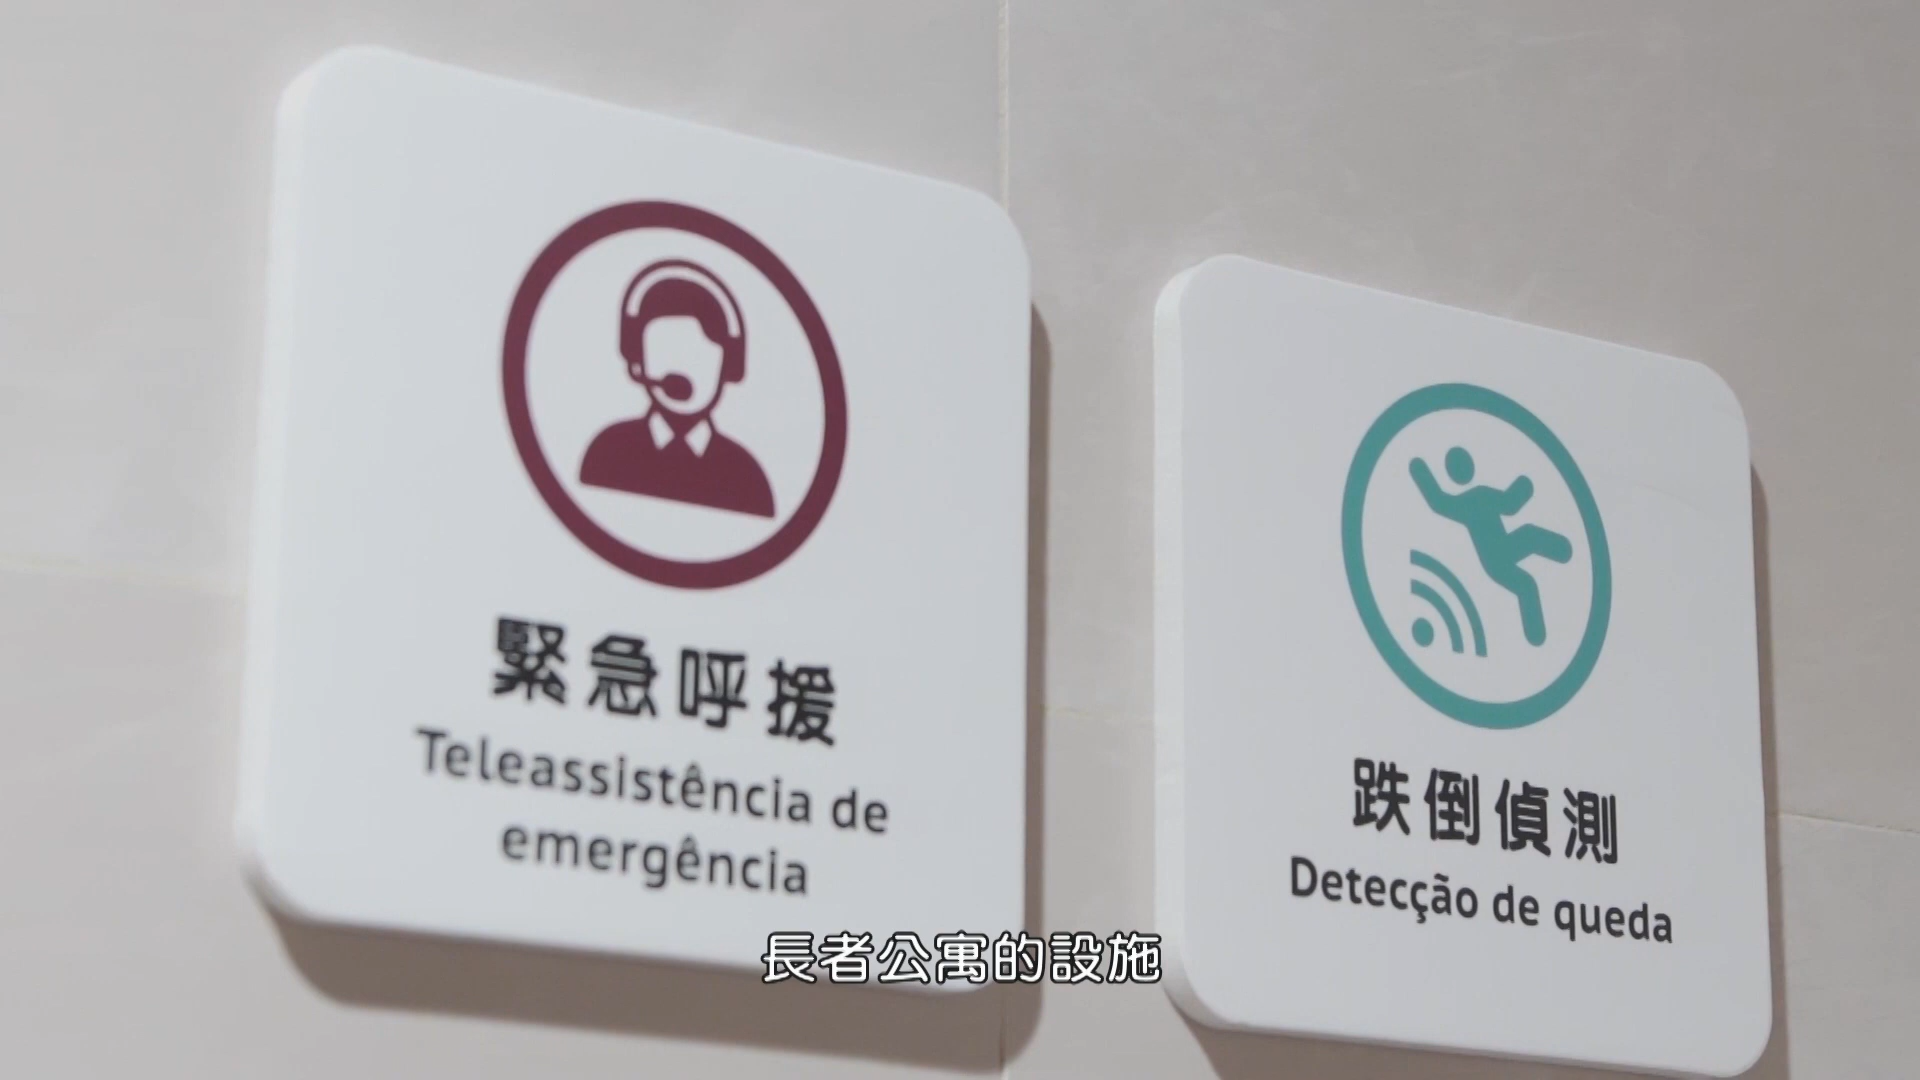 緊急呼援
Teleassistência de
emergência
跌倒偵測
Detecção de queda
長者公寓的設施